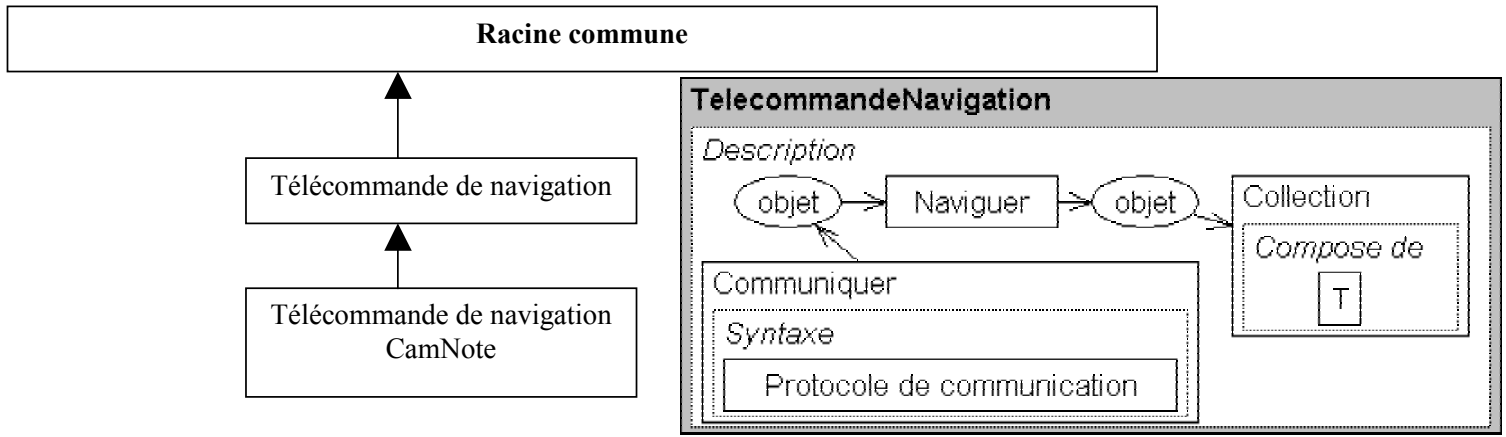 Racine commune
Télécommande de navigation
Télécommande de navigation
CamNote
TelecommandeNavigation
Description
objet
Naviguer
objet
Collection
Compose de
T
Communiquer
Syntaxe
Protocole de communication